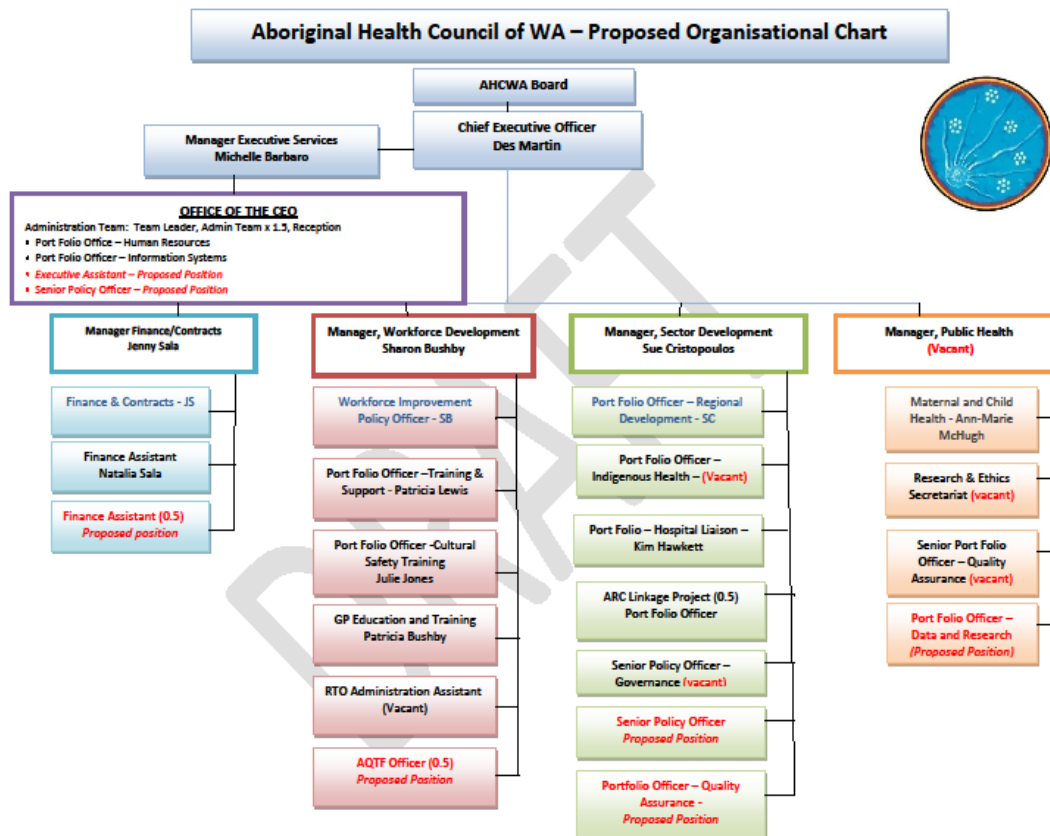 Aboriginal Health Council of WA – Proposed Organisational Chart
AHCWA Board
Chief Executive Officer
Des Martin
Manager Executive Services
Michelle Barbaro
OFFICE OF THE CEO
Administration Team: Team Leader, Admin Team x 1.5, Reception
▪ Port Folio Office – Human Resources
▪ Port Folio Officer – Information Systems
▪ Executive Assistant – Proposed Position
▪ Senior Policy Officer – Proposed Position
Manager Finance/Contracts
Jenny Sala
Finance & Contracts - JS
Finance Assistant
Natalia Sala
Finance Assistant (0.5)
Proposed position
Manager, Workforce Development
Sharon Bushby
Workforce Improvement
Policy Officer - SB
Port Folio Officer –Training &
Support - Patricia Lewis
Port Folio Officer -Cultural
Safety Training
Julie Jones
GP Education and Training
Patricia Bushby
RTO Administration Assistant
(Vacant)
AQTF Officer (0.5)
Proposed Position
Manager, Sector Development
Sue Cristopoulos
Port Folio Officer – Regional
Development - SC
Port Folio Officer –
Indigenous Health – (Vacant)
Port Folio – Hospital Liaison –
Kim Hawkett
ARC Linkage Project (0.5)
Port Folio Officer
Senior Policy Officer –
Governance (vacant)
Senior Policy Officer
Proposed Position
Portfolio Officer – Quality
Assurance -
Proposed Position
Manager, Public Health
(Vacant)
Maternal and Child
Health - Ann-Marie
McHugh
Research & Ethics
Secretariat (vacant)
Senior Port Folio
Officer – Quality
Assurance (vacant)
Port Folio Officer –
Data and Research
(Proposed Position)
DRAFT